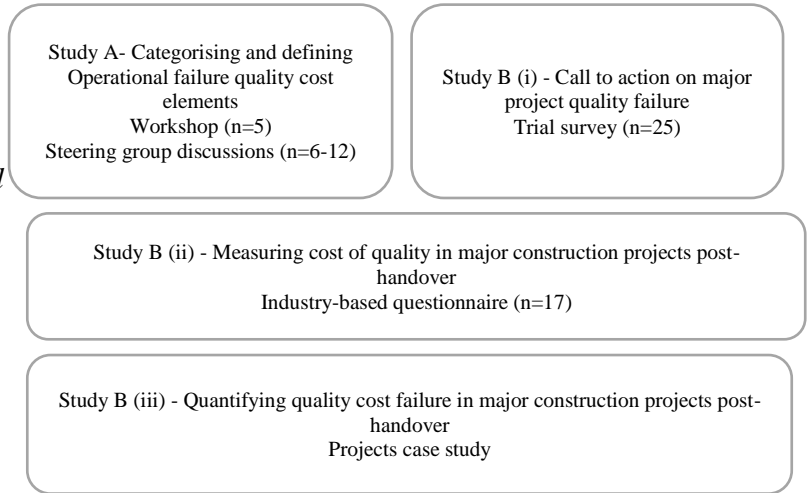 Study A- Categorising and defining
Operational failure quality cost
elements
Workshop (n=5)
Steering group discussions (n=6-12)
Study B (i) - Call to action on major
project quality failure
Trial survey (n=25)
Study B (ii) - Measuring cost of quality in major construction projects post-
handover
Industry-based questionnaire (n=17)
Study B (iii) - Quantifying quality cost failure in major construction projects post-
handover
Projects case study